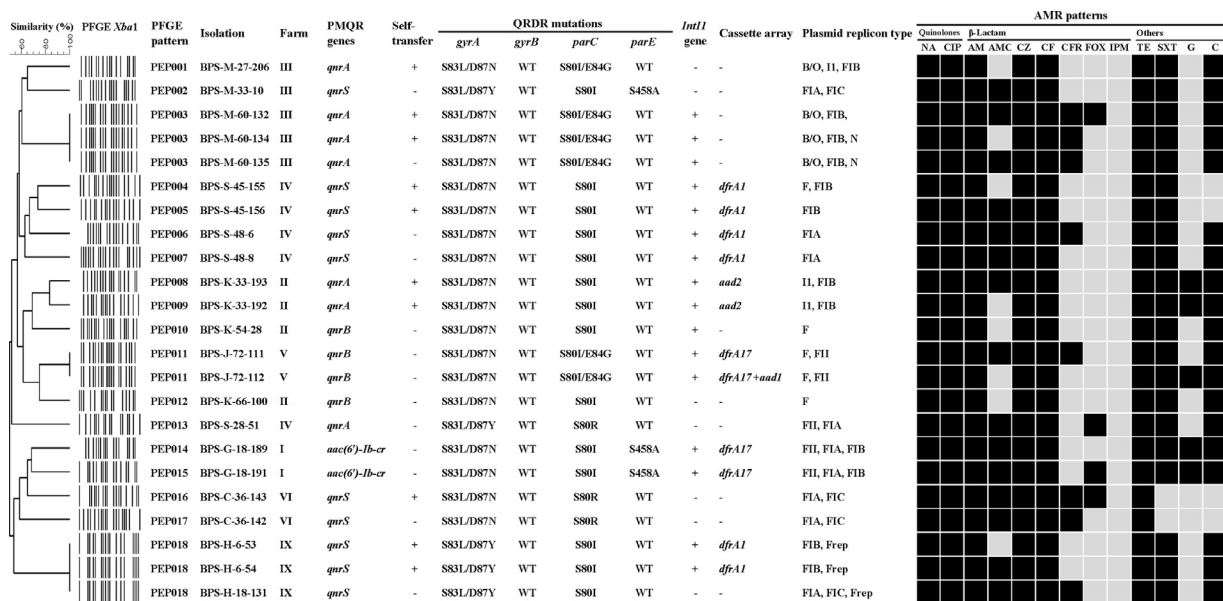 AMR patterns
Similarity (%) PFGE Xba1 PFGE pattern Isolation Farm PMQR genes Self-transfer QRDR mutations IntI1 gene Cassette array Plasmid replicon type Quinolones β-Lactam Others
gyrA gyrB parC parE NA CIP AM AMC CZ CF CFR FOX IPM TE SXT G C
60 80 100
PEP001 BPS-M-27-206 III qnrA + S83L/D87N WT S80I/E84G WT - - B/O, I1, FIB
PEP002 BPS-M-33-10 III qnrS - S83L/D87Y WT S80I S458A - - FIA, FIC
PEP003 BPS-M-60-132 III qnrA + S83L/D87N WT S80I/E84G WT + - B/O, FIB,
PEP003 BPS-M-60-134 III qnrA + S83L/D87N WT S80I/E84G WT + - B/O, FIB, N
PEP003 BPS-M-60-135 III qnrA - S83L/D87N WT S80I/E84G WT + - B/O, FIB, N
PEP004 BPS-S-45-155 IV qnrS + S83L/D87N WT S80I WT + dfrA1 F, FIB
PEP005 BPS-S-45-156 IV qnrS + S83L/D87N WT S80I WT + dfrA1 FIB
PEP006 BPS-S-48-6 IV qnrS - S83L/D87N WT S80I WT + dfrA1 FIA
PEP007 BPS-S-48-8 IV qnrS - S83L/D87N WT S80I WT + dfrA1 FIA
PEP008 BPS-K-33-193 II qnrA + S83L/D87N WT S80I WT + aad2 I1, FIB
PEP009 BPS-K-33-192 II qnrA + S83L/D87N WT S80I WT + aad2 I1, FIB
PEP010 BPS-K-54-28 II qnrB - S83L/D87N WT S80I WT + - F
PEP011 BPS-J-72-111 V qnrB - S83L/D87N WT S80I/E84G WT + dfrA17 F, FII
PEP011 BPS-J-72-112 V qnrB - S83L/D87N WT S80I/E84G WT + dfrA17+aad1 F, FII
PEP012 BPS-K-66-100 II qnrB - S83L/D87N WT S80I WT - - F
PEP013 BPS-S-28-51 IV qnrA - S83L/D87Y WT S80R WT - - FII, FIA
PEP014 BPS-G-18-189 I aac(6')-Ib-cr - S83L/D87N WT S80I S458A + dfrA17 FII, FIA, FIB
PEP015 BPS-G-18-191 I aac(6')-Ib-cr - S83L/D87N WT S80I S458A + dfrA17 FII, FIA, FIB
PEP016 BPS-C-36-143 VI qnrS + S83L/D87N WT S80R WT - - FIA, FIC
PEP017 BPS-C-36-142 VI qnrS - S83L/D87N WT S80R WT - - FIA, FIC
PEP018 BPS-H-6-53 IX qnrS + S83L/D87Y WT S80I WT + dfrA1 FIB, Frep
PEP018 BPS-H-6-54 IX qnrS + S83L/D87Y WT S80I WT + dfrA1 FIB, Frep
PEP018 BPS-H-18-131 IX qnrS - S83L/D87Y WT S80I WT - - FIA, FIC, Frep